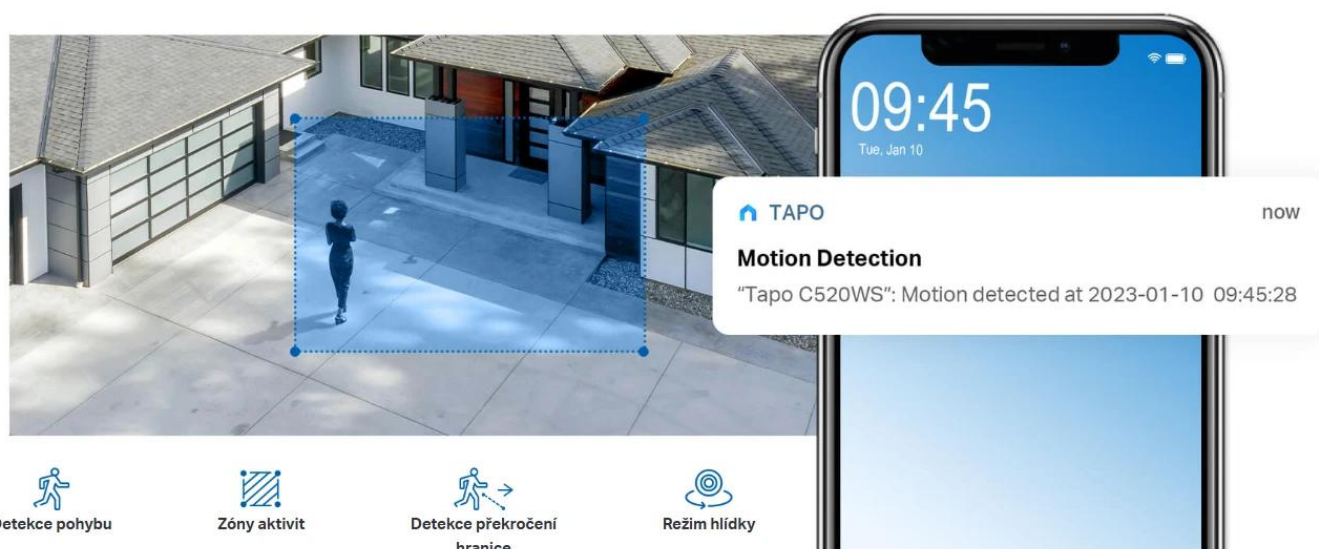 09:45
Tue, Jan 10
TAPO
now
Motion Detection
“Tapo C520WS”: Motion detected at 2023-01-10 09:45:28
Detekce pohybu
Zóny aktivit
Detekce překročení
hranice
Režim hlídky